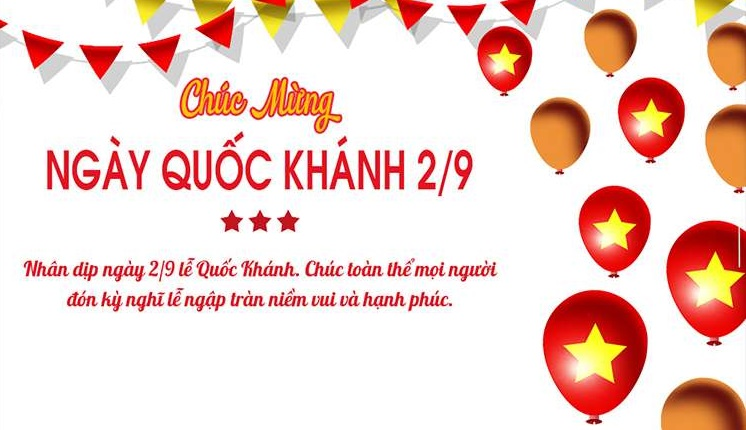 Chúc Mừng
NGÀY QUỐC KHÁNH 2/9
Nhân dịp ngày 2/9 lễ Quốc Khánh. Chúc toàn thể mọi người
đón kỳ nghĩ lễ ngập tràn niềm vui và hạnh phúc.